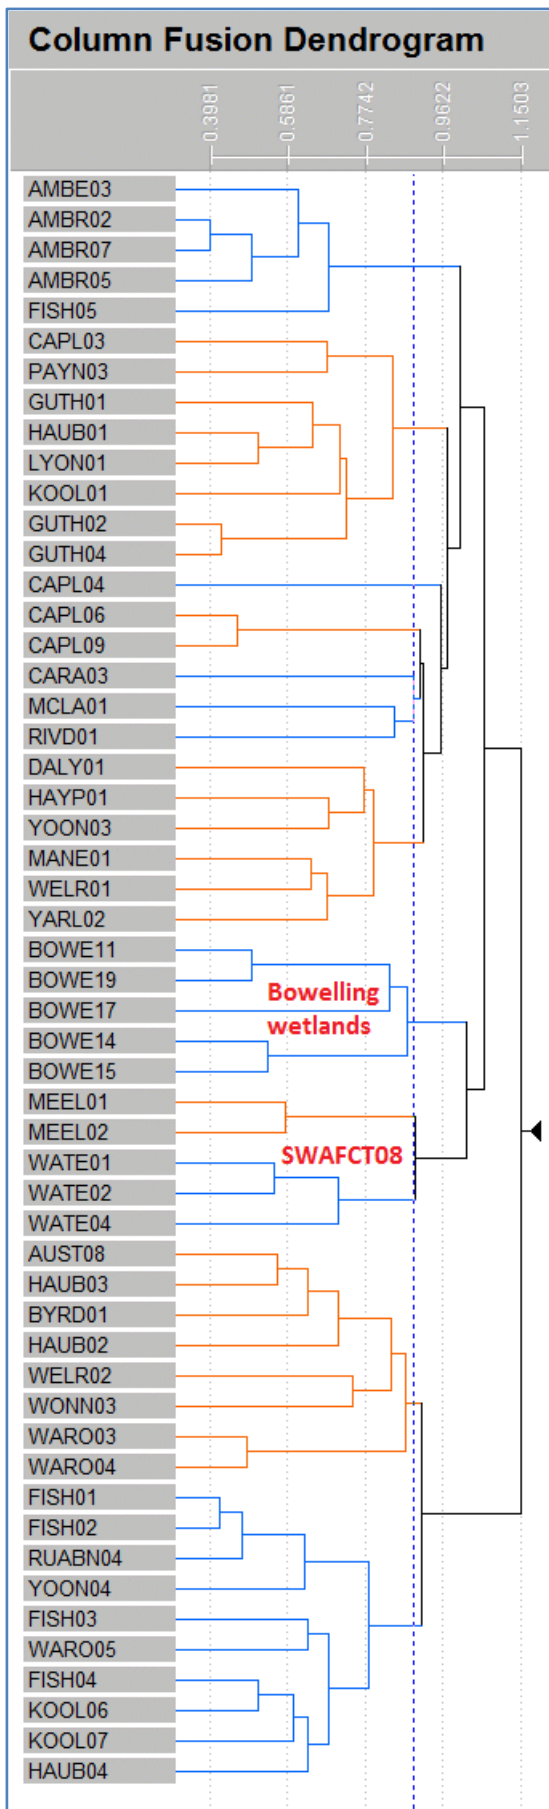 Column Fusion Dendrogram
0.3981
0.5861
0.7742
0.9622
1.1503
AMBE03
AMBR02
AMBR07
AMBR05
FISH05
CAPL03
PAYN03
GUTH01
HAUB01
LYON01
KOOL01
GUTH02
GUTH04
CAPL04
CAPL06
CAPL09
CARA03
MCLA01
RIVD01
DALY01
HAYP01
YOON03
MANE01
WELR01
YARL02
BOWE11
BOWE19
BOWE17
BOWE14
BOWE15
Bowelling
wetlands
MEEL01
MEEL02
WATE01
WATE02
WATE04
SWAFCT08
AUST08
HAUB03
BYRD01
HAUB02
WELR02
WONN03
WARO03
WARO04
FISH01
FISH02
RUABN04
YOON04
FISH03
WARO05
FISH04
KOOL06
KOOL07
HAUB04